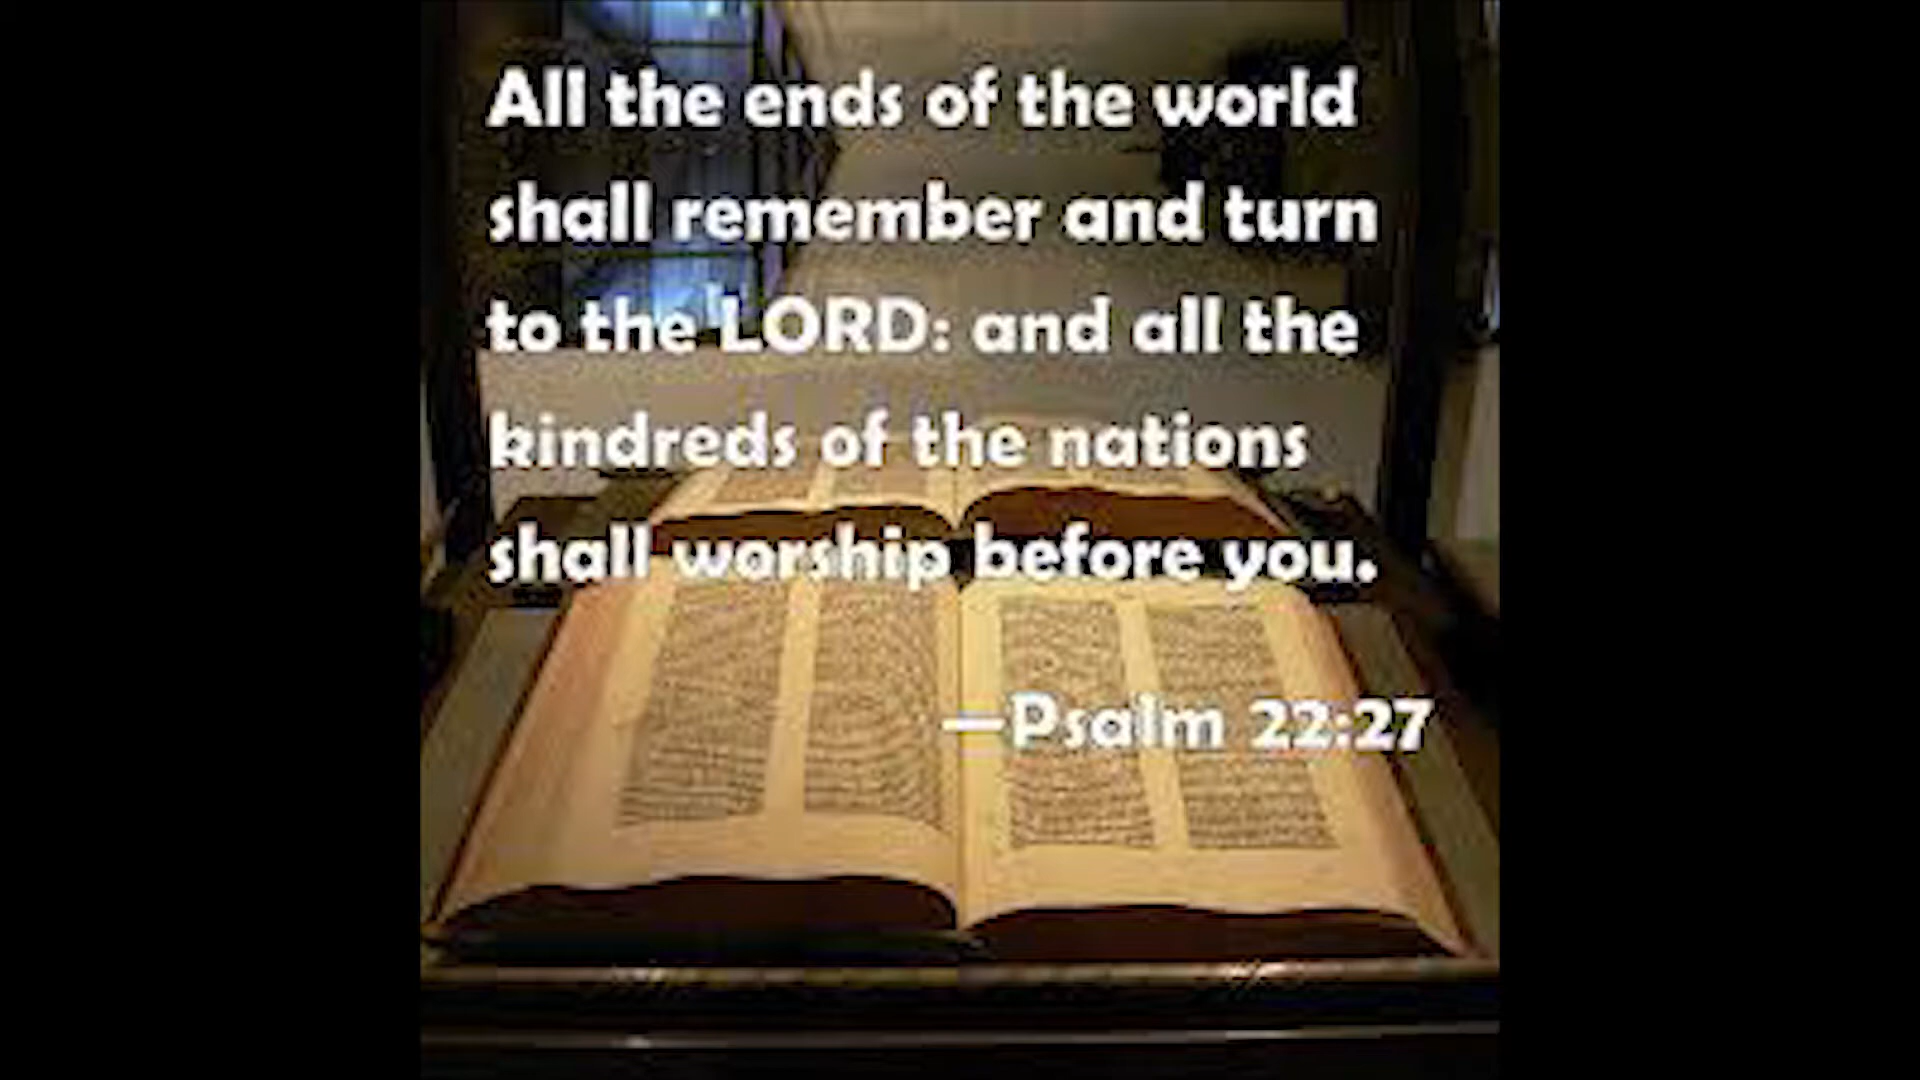 All the ends of the world
shall remember and turn
to the LORD: and all the
kindreds of the nations
shall worship before you.
—Psalm 22:27